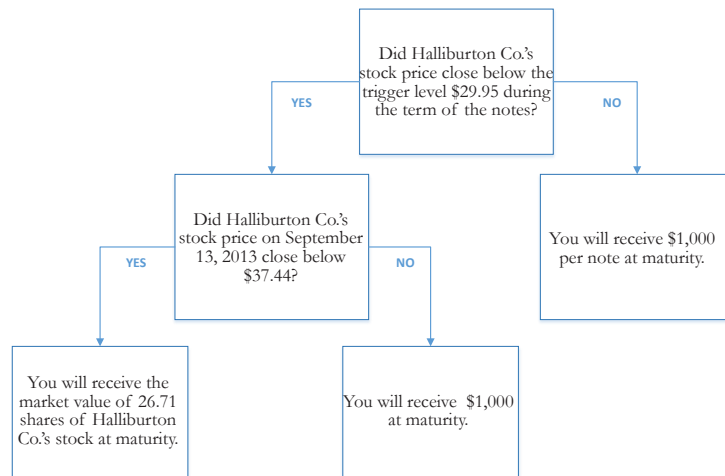 Did Halliburton Co.'s
stock price close below the
trigger level $29.95 during
the term of the notes?
YES
NO
Did Halliburton Co.'s
stock price on September
13, 2013 close below
$37.44?
You will receive $1,000
per note at maturity.
YES
NO
You will receive the
market value of 26.71
shares of Halliburton
Co.'s stock at maturity.
You will receive $1,000
at maturity.